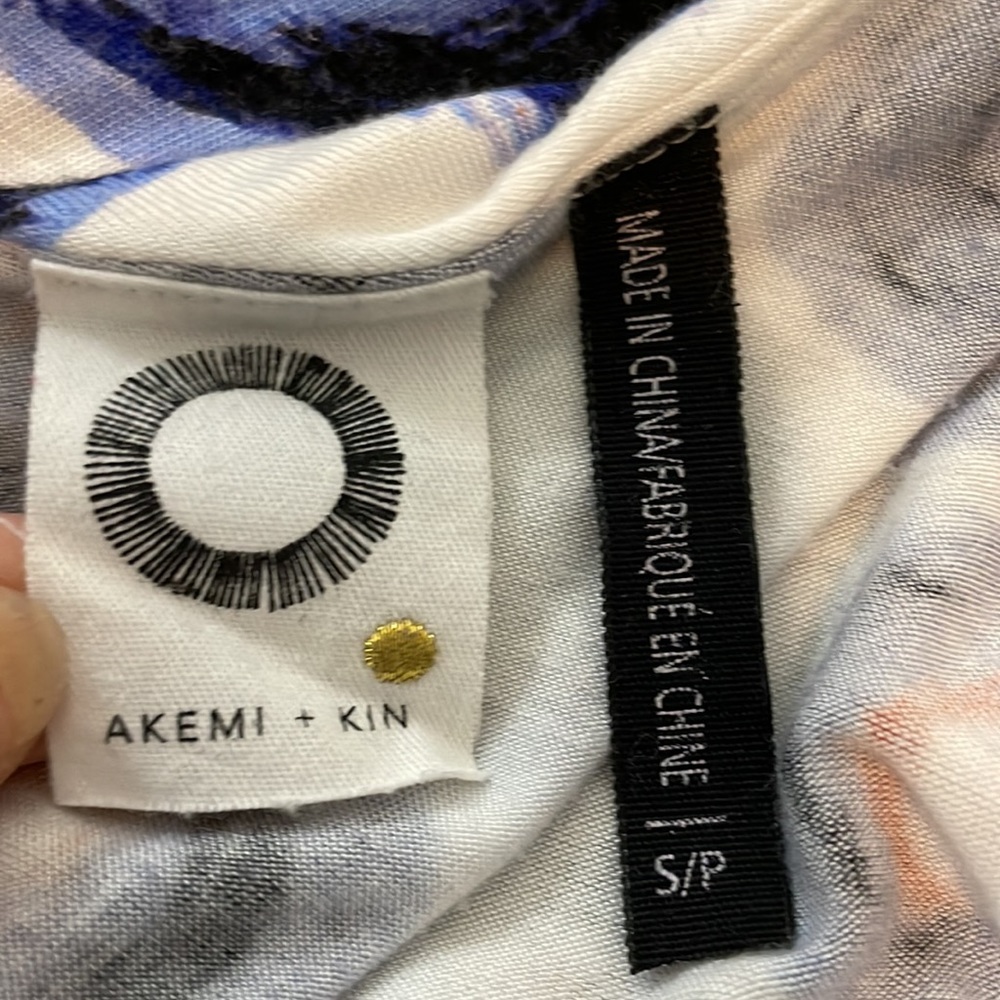 AKEMI + KIN
MADE IN CHINA/FABRIQUÉ EN CHINE | S/P